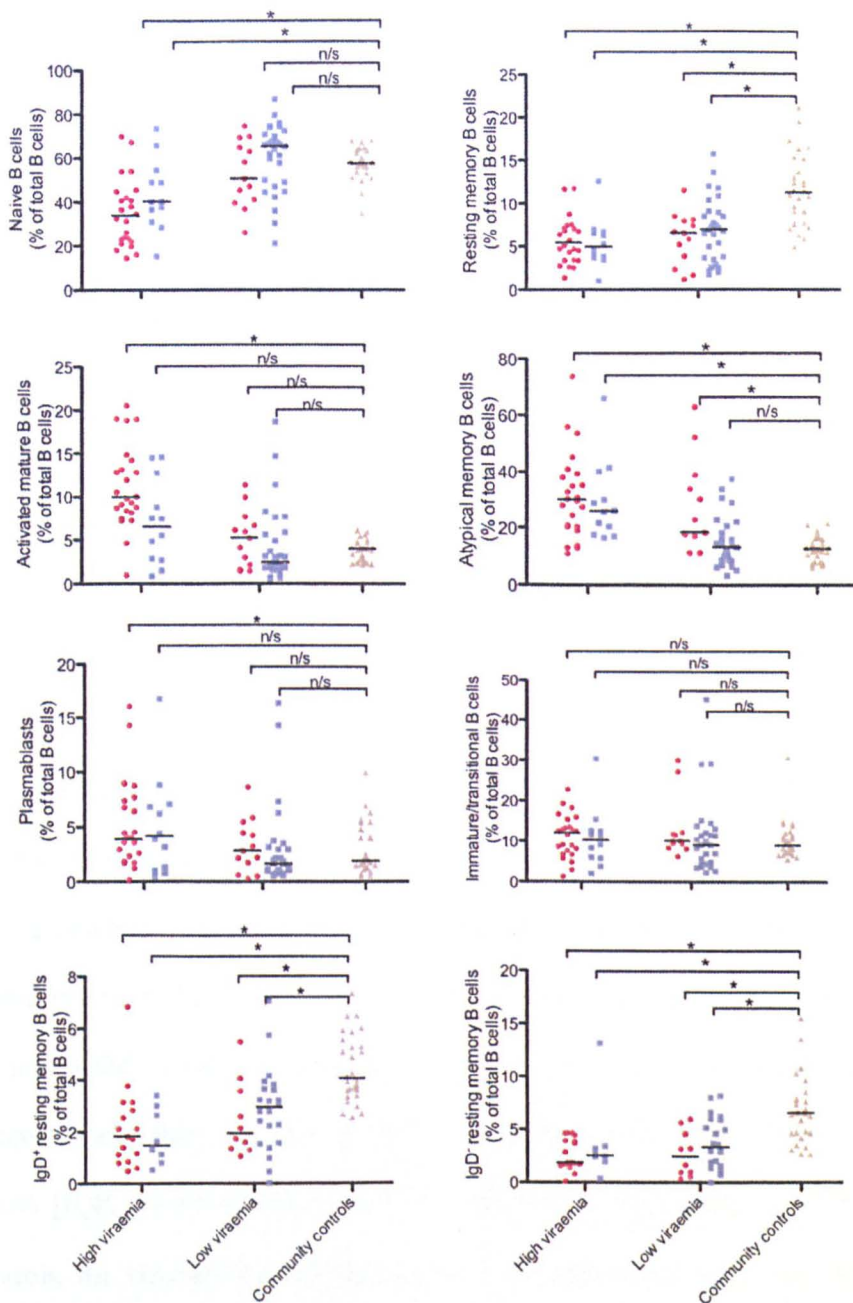 *
*
n/s
n/s
100
80
60
40
20
0
Naive B cells
(% of total B cells)
*
*
*
*
25
20
15
10
5
0
Resting memory B cells
(% of total B cells)
*
n/s
n/s
n/s
25
20
15
10
5
0
Activated mature B cells
(% of total B cells)
*
*
*
n/s
80
60
40
20
0
Atypical memory B cells
(% of total B cells)
*
n/s
n/s
n/s
20
15
10
5
0
Plasmablasts
(% of total B cells)
n/s
n/s
n/s
n/s
50
40
30
20
10
0
Immature/transitional B cells
(% of total B cells)
*
*
*
*
8
6
4
2
0
IgD⁺ resting memory B cells
(% of total B cells)
High viraemia
Low viraemia
Community controls
*
*
*
*
20
15
10
5
0
IgD⁻ resting memory B cells
(% of total B cells)
High viraemia
Low viraemia
Community controls